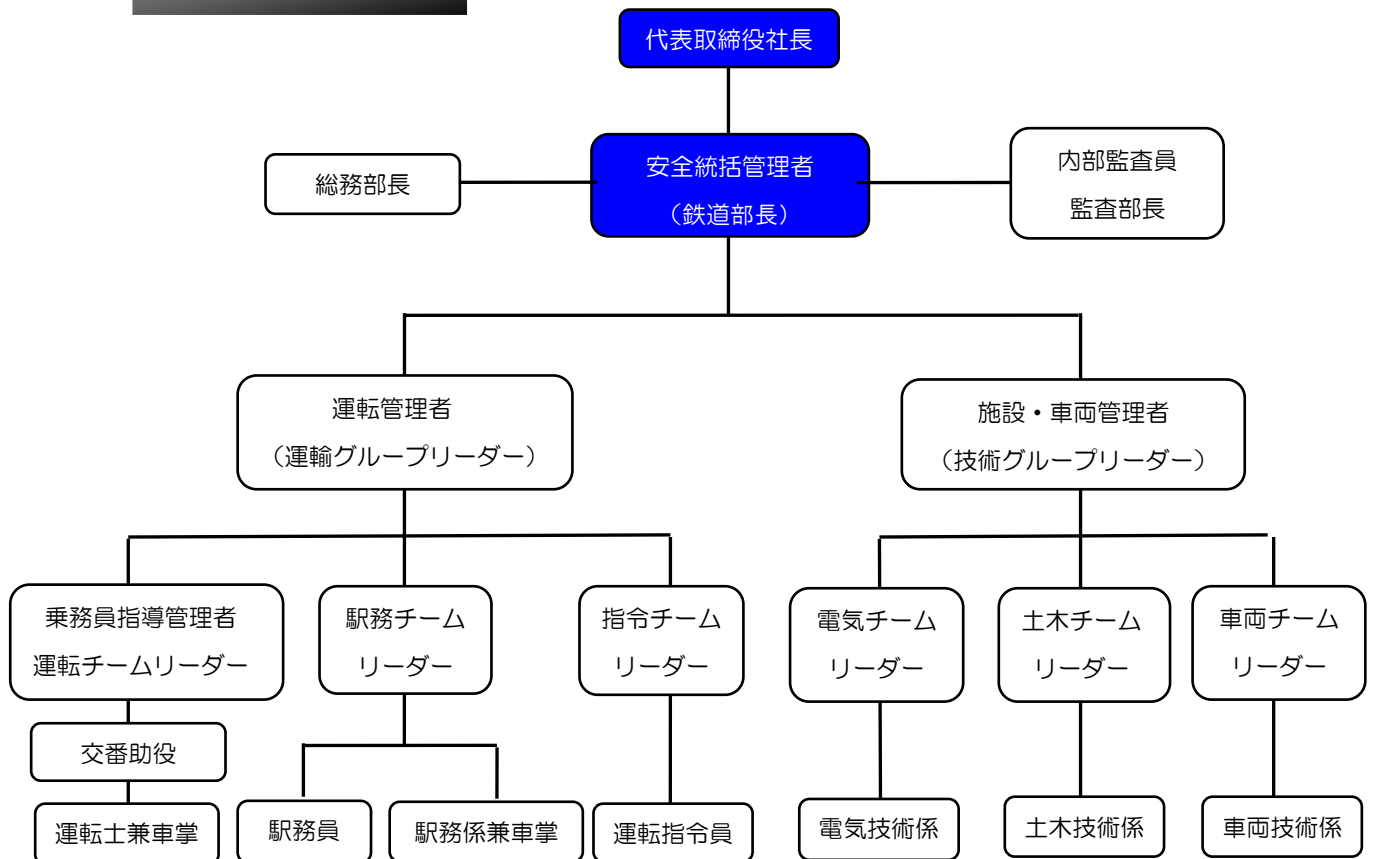 代表取締役社長
総務部長
安全統括管理者
（鉄道部長）
内部監査員
監査部長
運転管理者
（運輸グループリーダー）
施設・車両管理者
（技術グループリーダー）
乗務員指導管理者
運転チームリーダー
駅務チーム
リーダー
指令チーム
リーダー
電気チーム
リーダー
土木チーム
リーダー
車両チーム
リーダー
交番助役
運転士兼車掌
駅務員
駅務係兼車掌
運転指令員
電気技術係
土木技術係
車両技術係